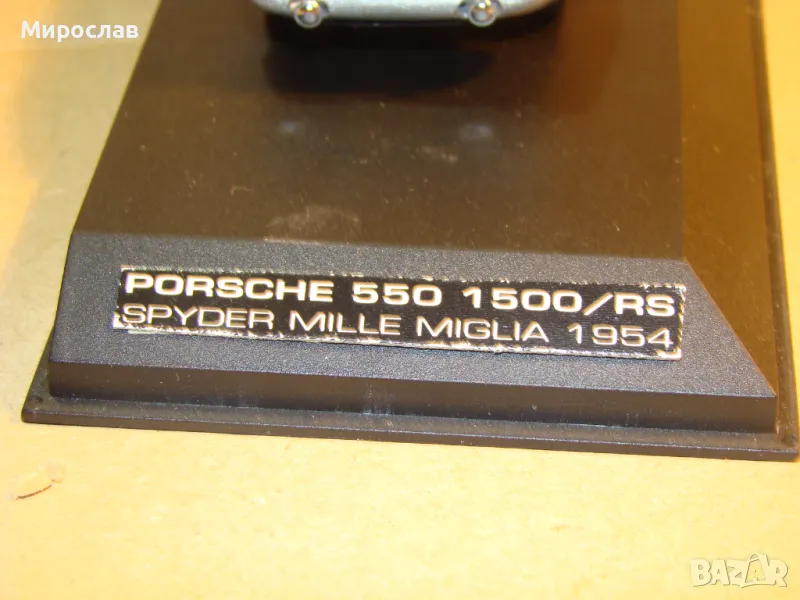 Мирослав
PORSCHE 550 1500/RS
SPYDER MILLE MIGLIA 1954
BAZAR